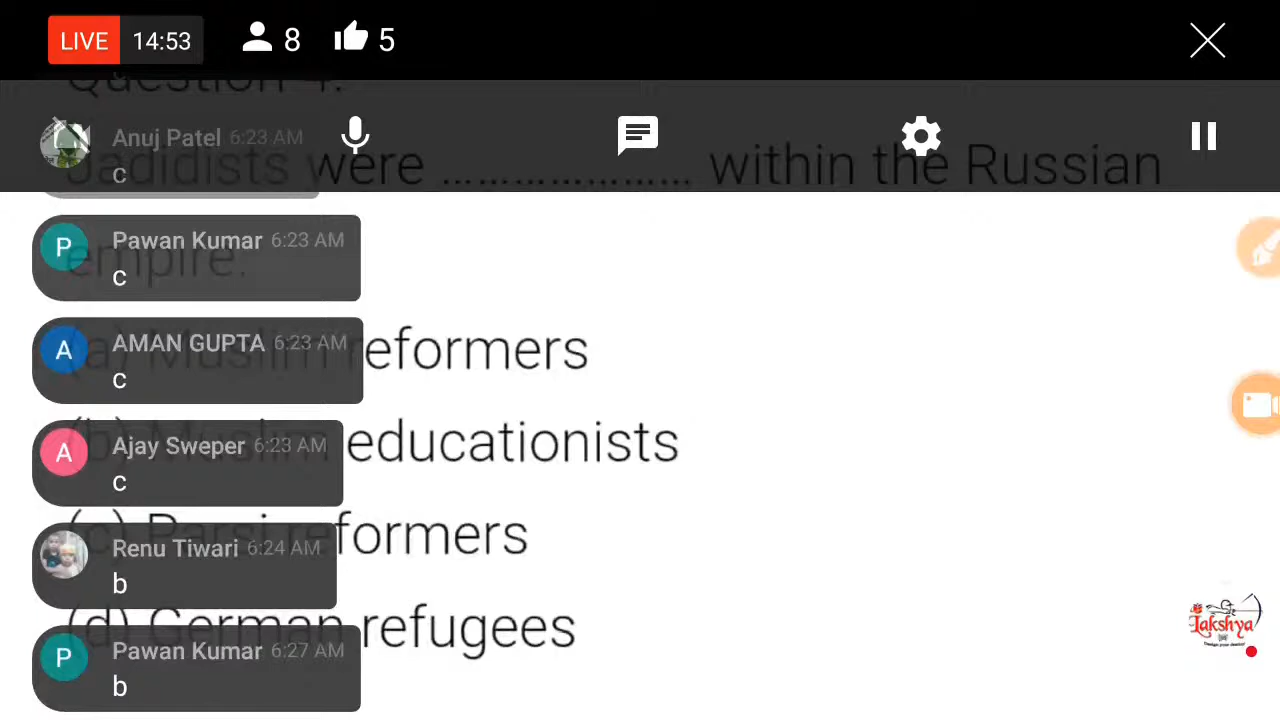 LIVE 14:53 8 5
Question 4.
Anuj Patel 6:23 AM
c
Jadidists were ..................... within the Russian
Pawan Kumar 6:23 AM
c
empire.
AMAN GUPTA 6:23 AM
c
(a) Muslim reformers
Ajay Sweper 6:23 AM
c
(b) Muslim educationists
Renu Tiwari 6:24 AM
b
(c) Parsi reformers
Pawan Kumar 6:27 AM
b
(d) German refugees
P
A
A
P
Lakshya